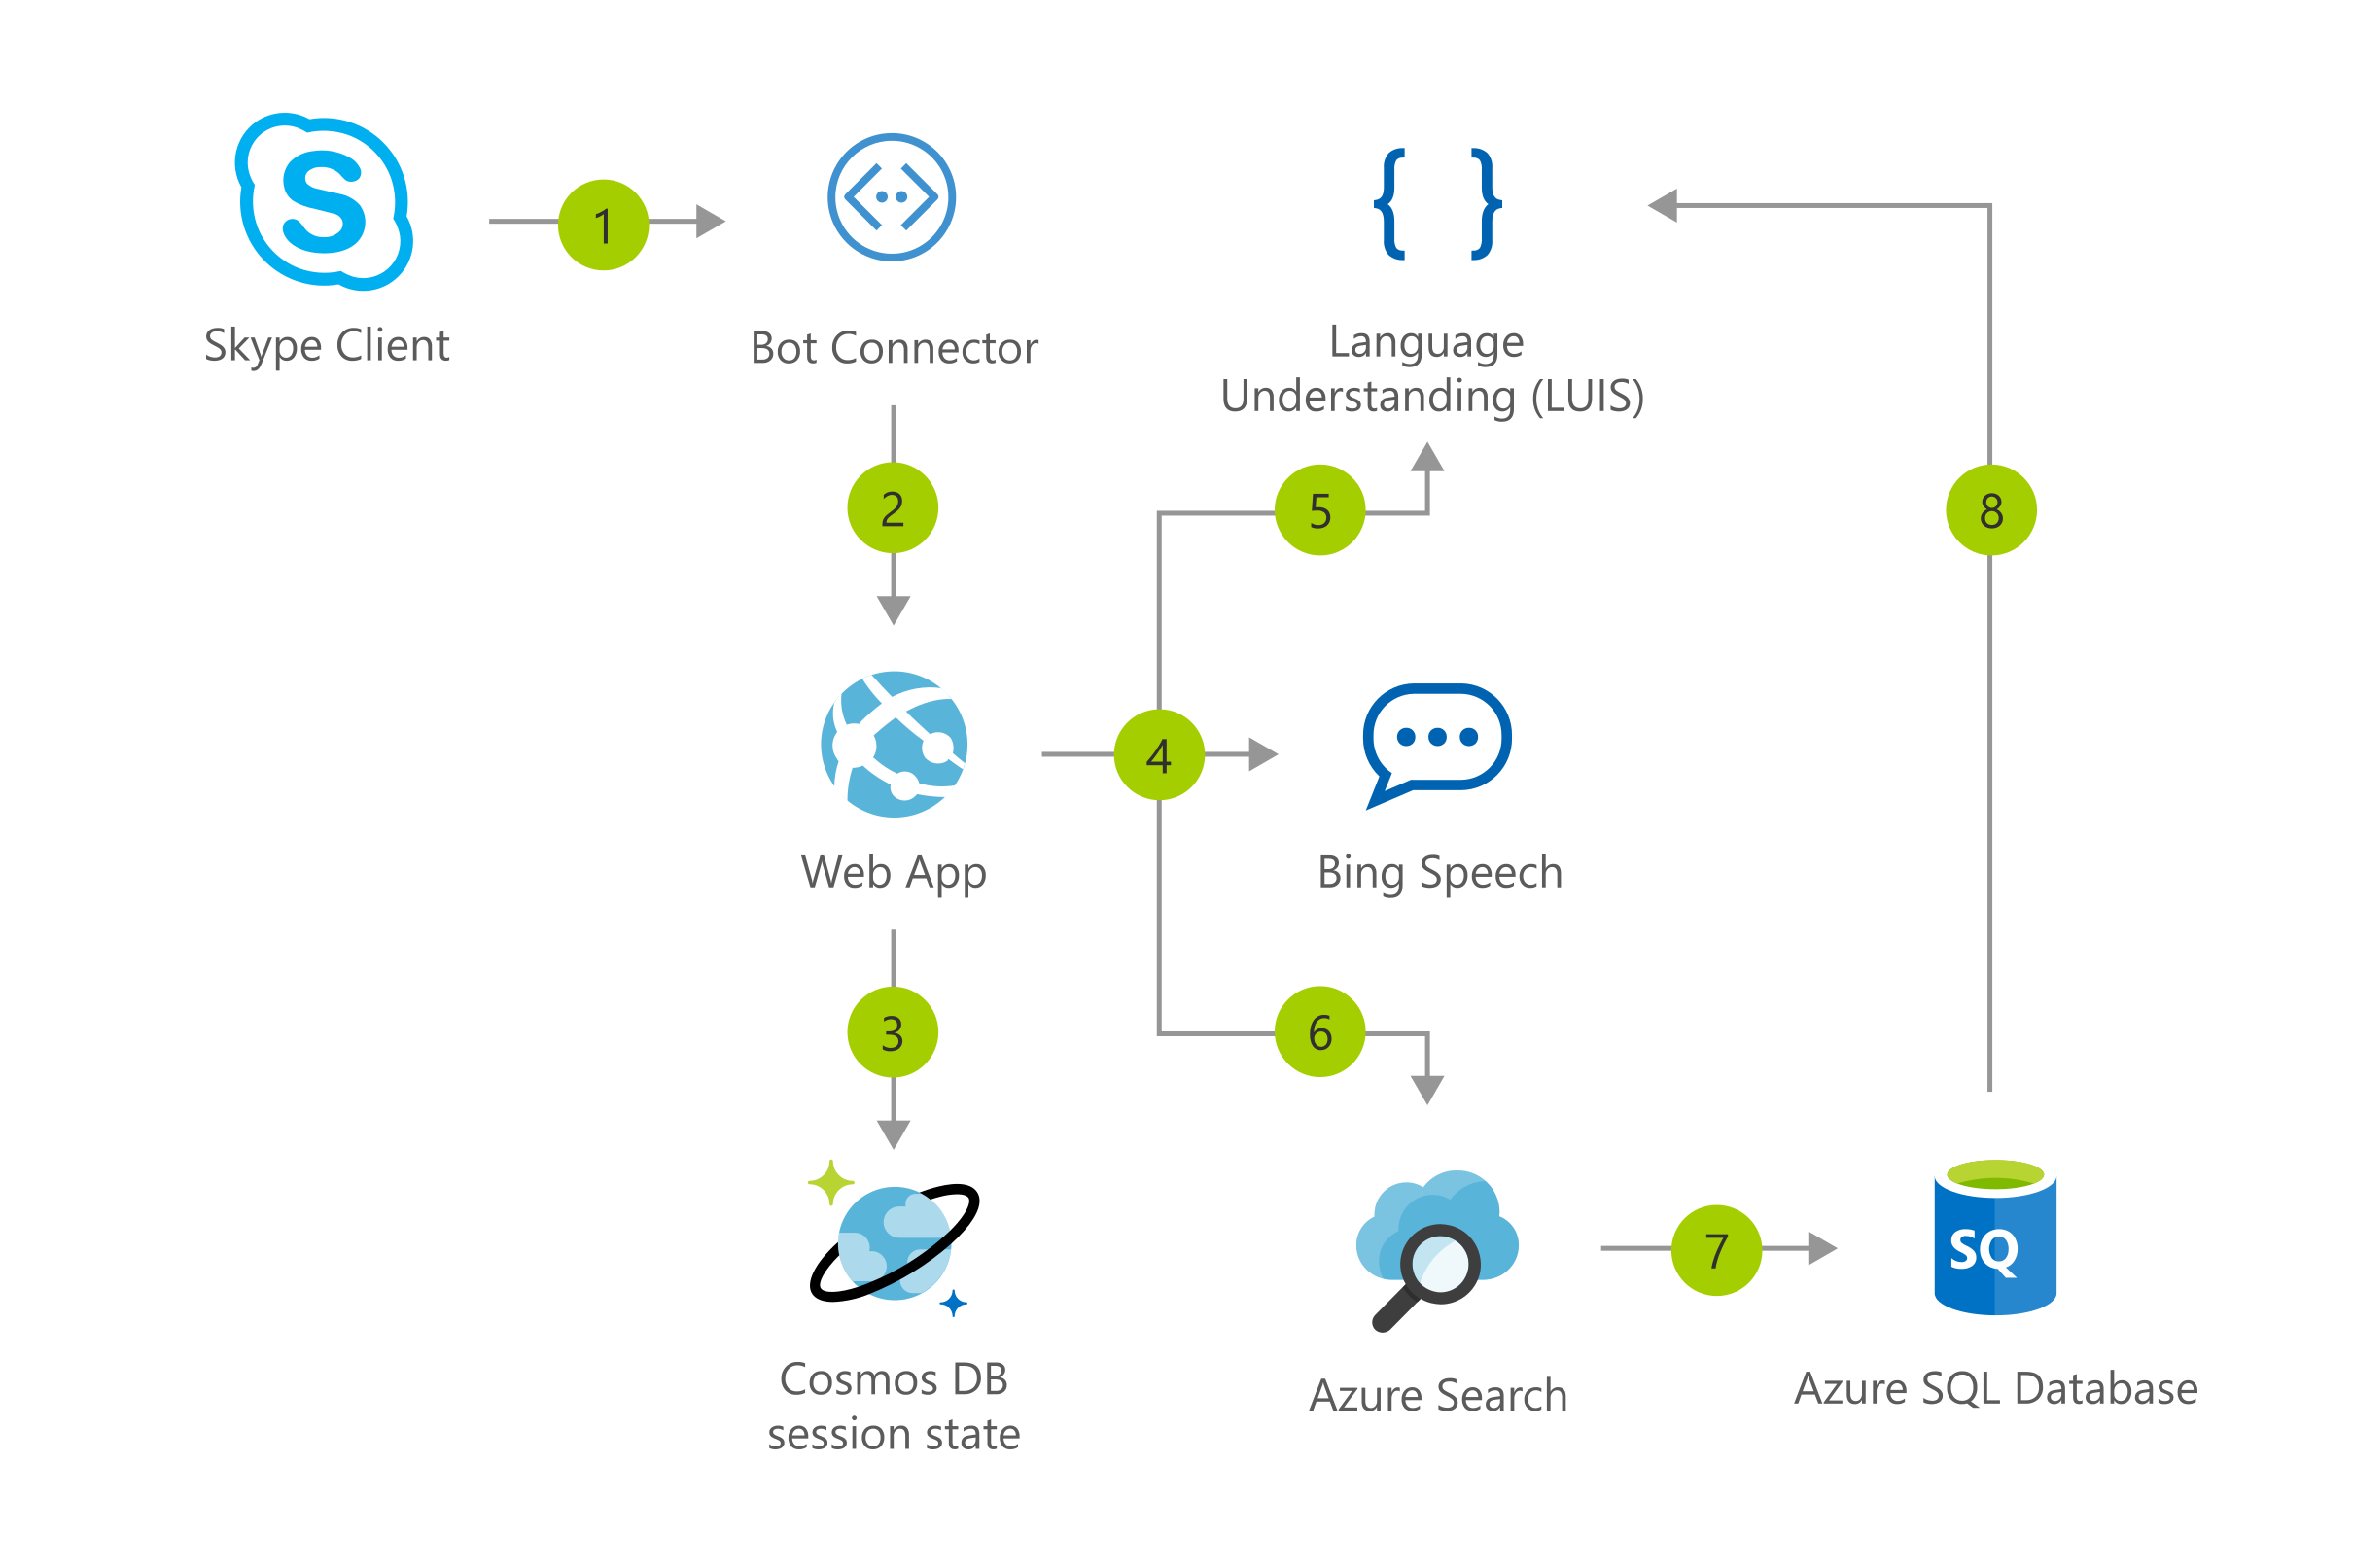 S
1
Skype Client
Bot Connector
{ }
Language
Understanding (LUIS)
2
5
8
4
Web App
Bing Speech
3
6
7
SQL
Cosmos DB
session state
Azure Search
Azure SQL Database